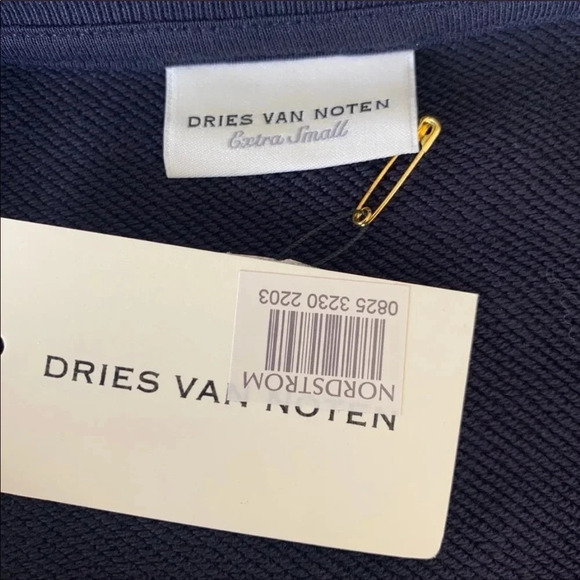 DRIES VAN NOTEN
Extra Small
0825 3230 2203
NORDSTROM
DRIES VAN NOTEN